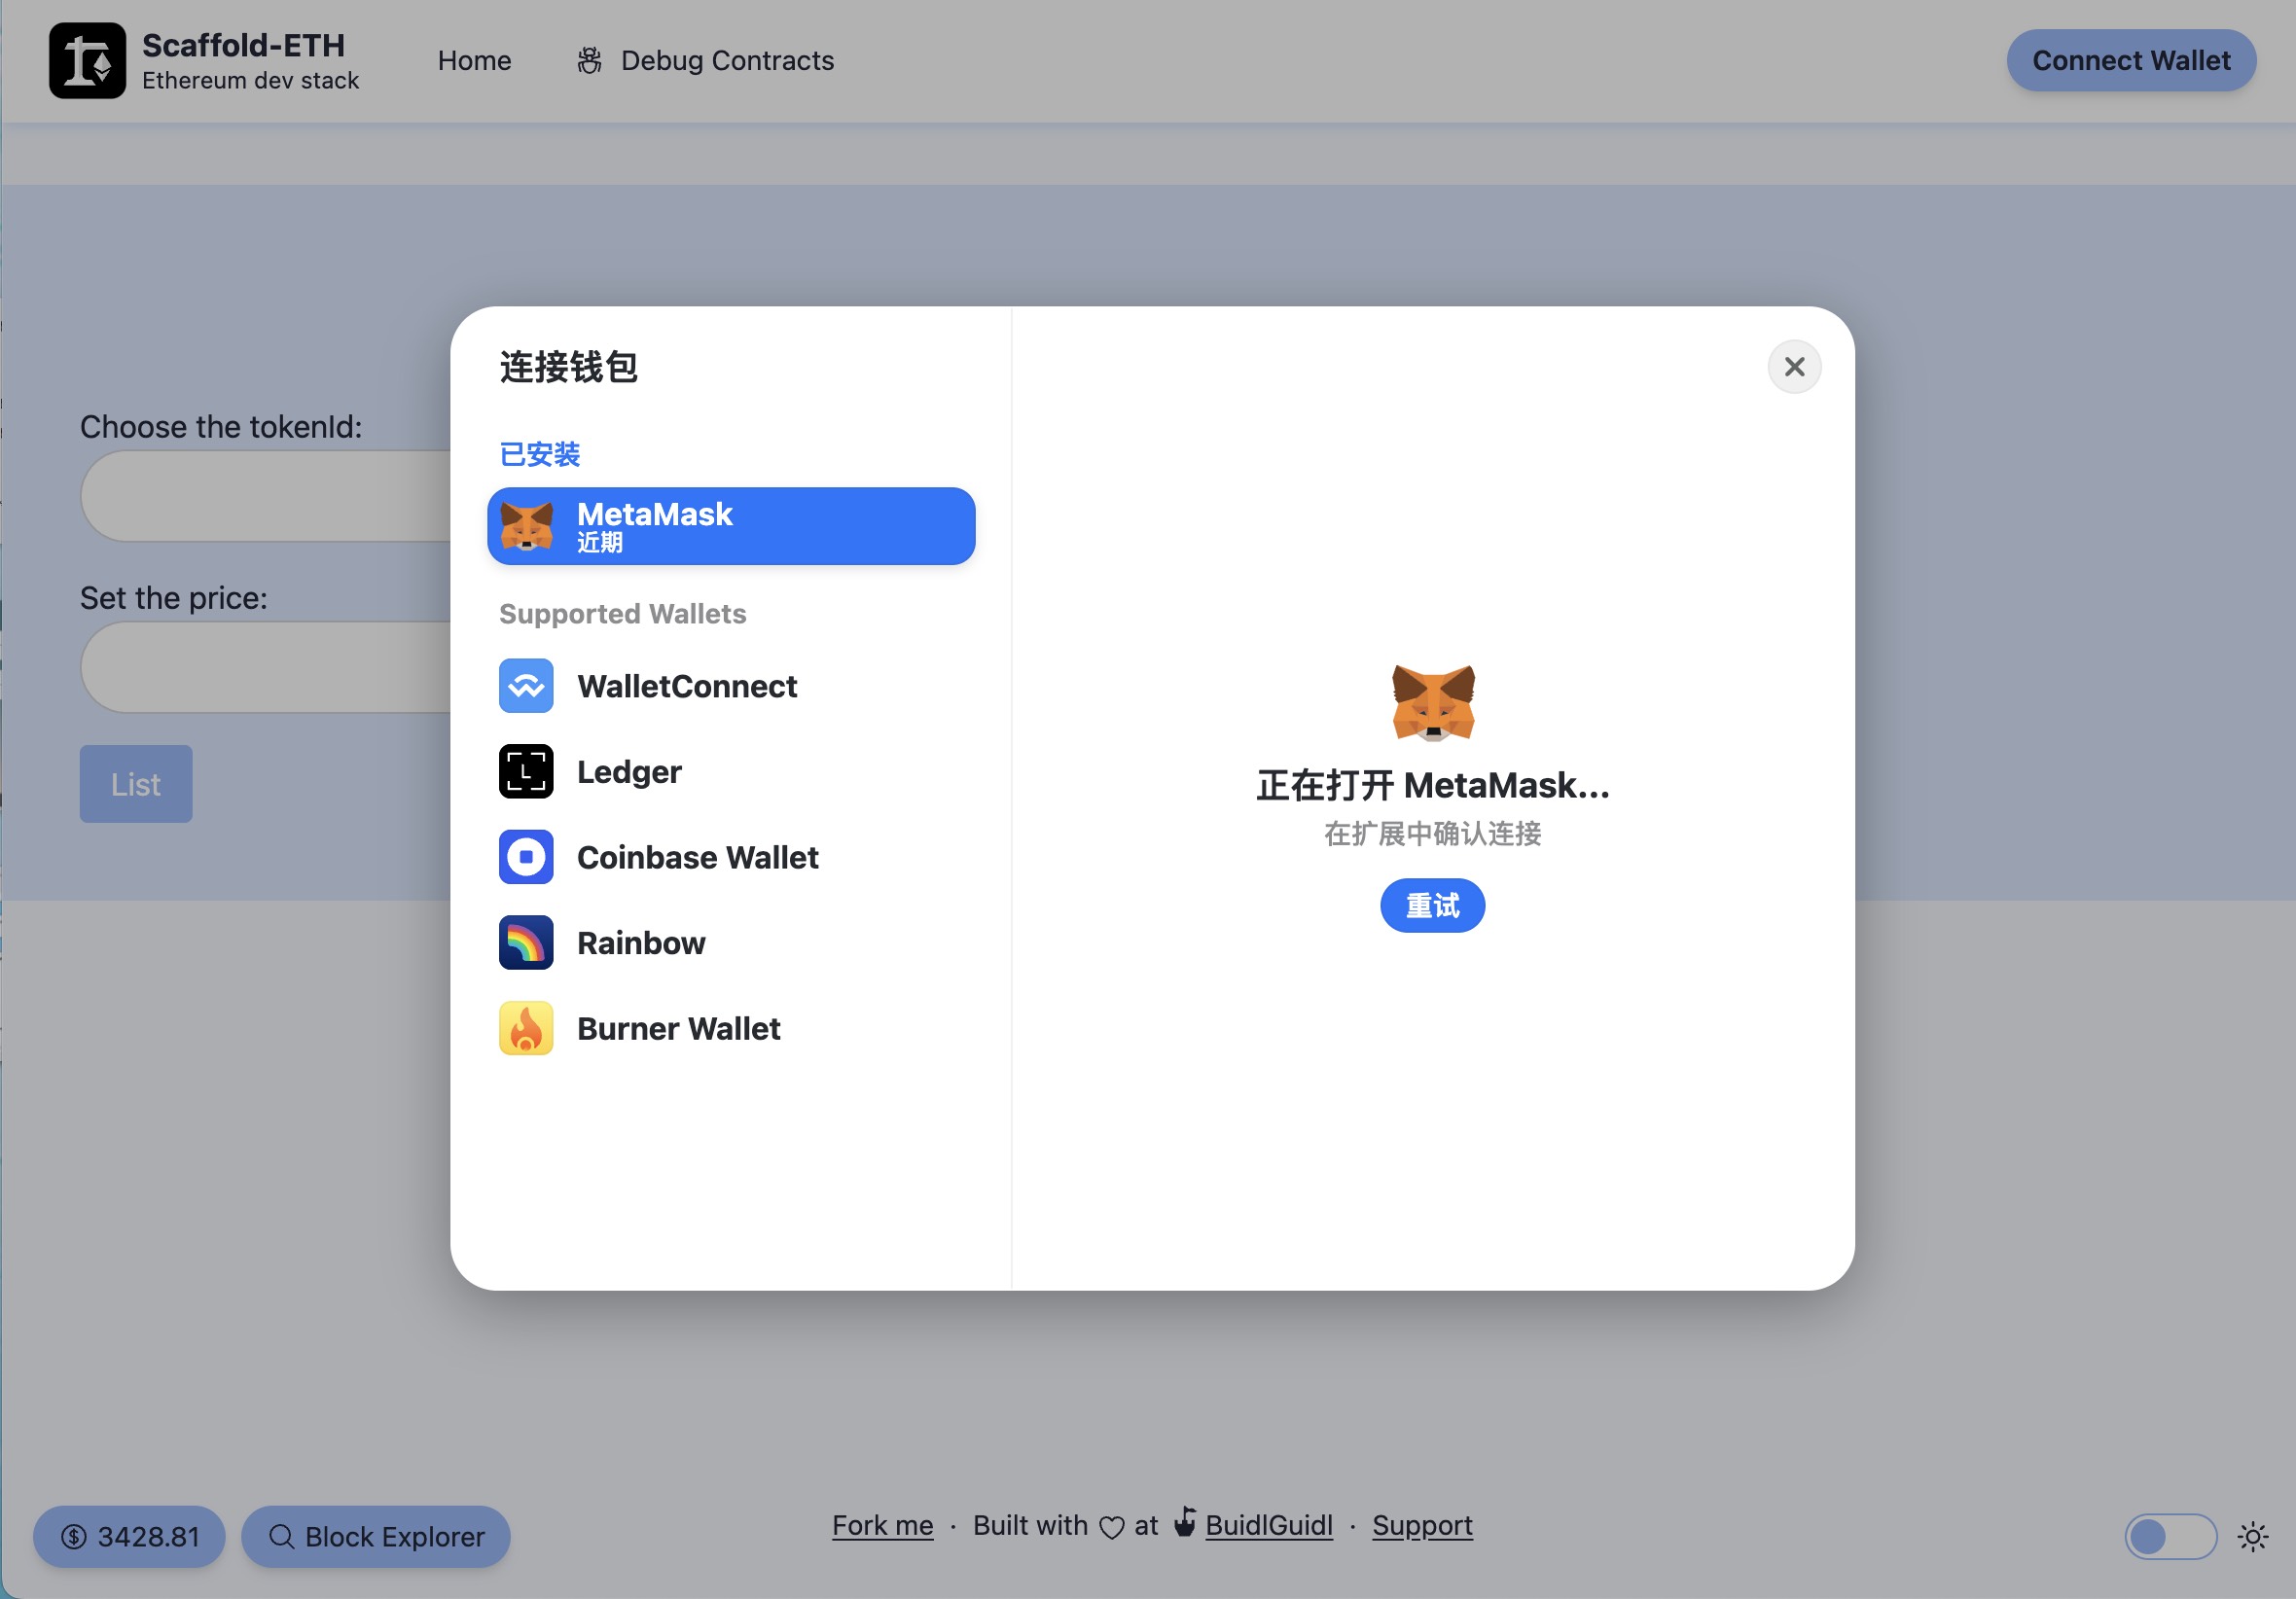 Scaffold-ETH
Ethereum dev stack
Home
Debug Contracts
Connect Wallet
Choose the tokenId:
Set the price:
List
连接钱包
已安装
MetaMask
近期
Supported Wallets
WalletConnect
Ledger
Coinbase Wallet
Rainbow
Burner Wallet
正在打开 MetaMask...
在扩展中确认连接
重试
3428.81
Block Explorer
Fork me · Built with ♡ at BuidlGuidl · Support